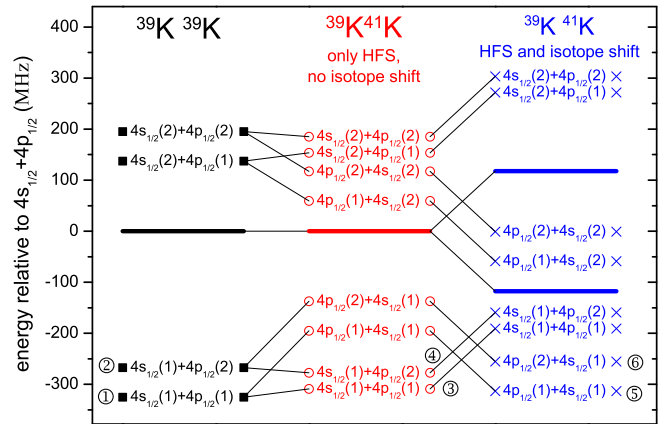 ³⁹K ³⁹K
³⁹K⁴¹K
only HFS,
no isotope shift
³⁹K ⁴¹K
HFS and isotope shift
energy relative to 4s₁/₂+4p₁/₂ (MHz)
400
300
200
100
0
-100
-200
-300
4s₁/₂(2)+4p₁/₂(2)
4s₁/₂(2)+4p₁/₂(1)
② 4s₁/₂(1)+4p₁/₂(2)
① 4s₁/₂(1)+4p₁/₂(1)
4s₁/₂(2)+4p₁/₂(2)
4s₁/₂(2)+4p₁/₂(1)
4p₁/₂(2)+4s₁/₂(2)
4p₁/₂(1)+4s₁/₂(2)
4p₁/₂(2)+4s₁/₂(1)
4p₁/₂(1)+4s₁/₂(1)
④
4s₁/₂(1)+4p₁/₂(2)
4s₁/₂(1)+4p₁/₂(1) ③
4s₁/₂(2)+4p₁/₂(2)
4s₁/₂(2)+4p₁/₂(1)
4p₁/₂(2)+4s₁/₂(2)
4p₁/₂(1)+4s₁/₂(2)
4s₁/₂(1)+4p₁/₂(2)
4s₁/₂(1)+4p₁/₂(1)
4p₁/₂(2)+4s₁/₂(1) ⑥
4p₁/₂(1)+4s₁/₂(1) ⑤